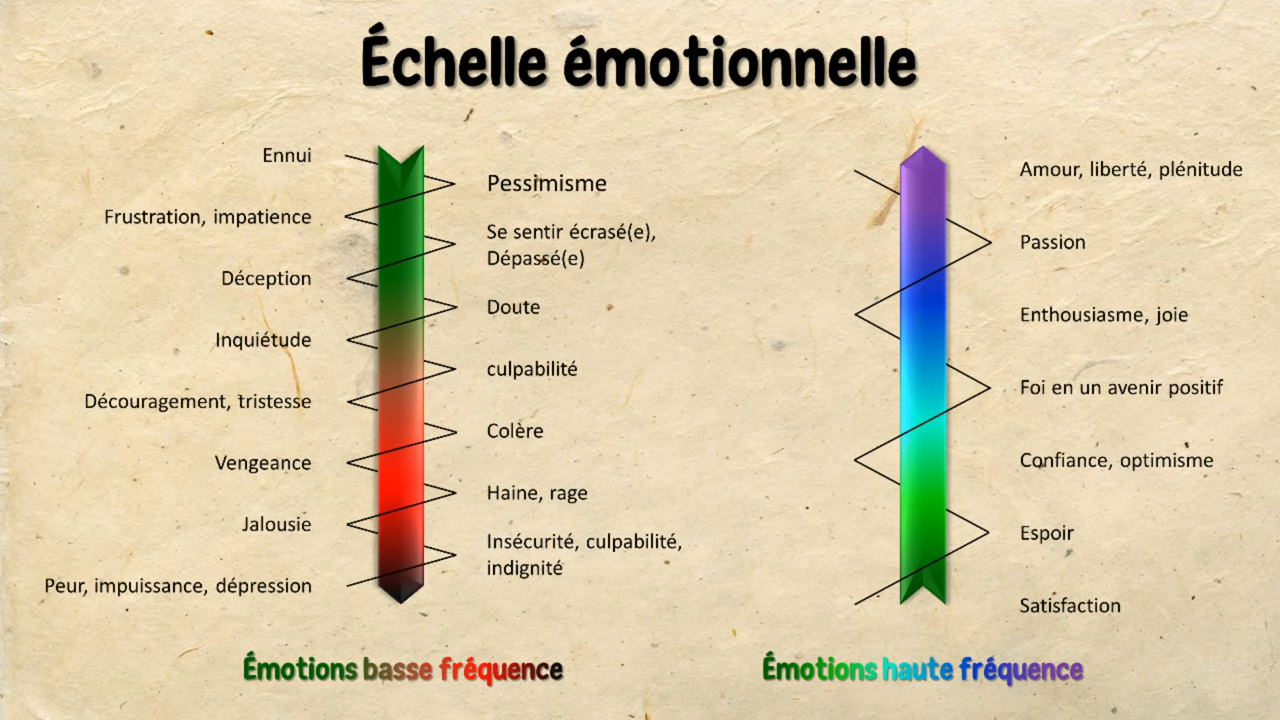 Échelle émotionnelle
Ennui
Pessimisme
Frustration, impatience
Se sentir écrasé(e),
Dépassé(e)
Déception
Doute
Inquiétude
culpabilité
Découragement, tristesse
Colère
Vengeance
Haine, rage
Jalousie
Insécurité, culpabilité,
indignité
Peur, impuissance, dépression
Émotions basse fréquence
Amour, liberté, plénitude
Passion
Enthousiasme, joie
Foi en un avenir positif
Confiance, optimisme
Espoir
Satisfaction
Émotions haute fréquence